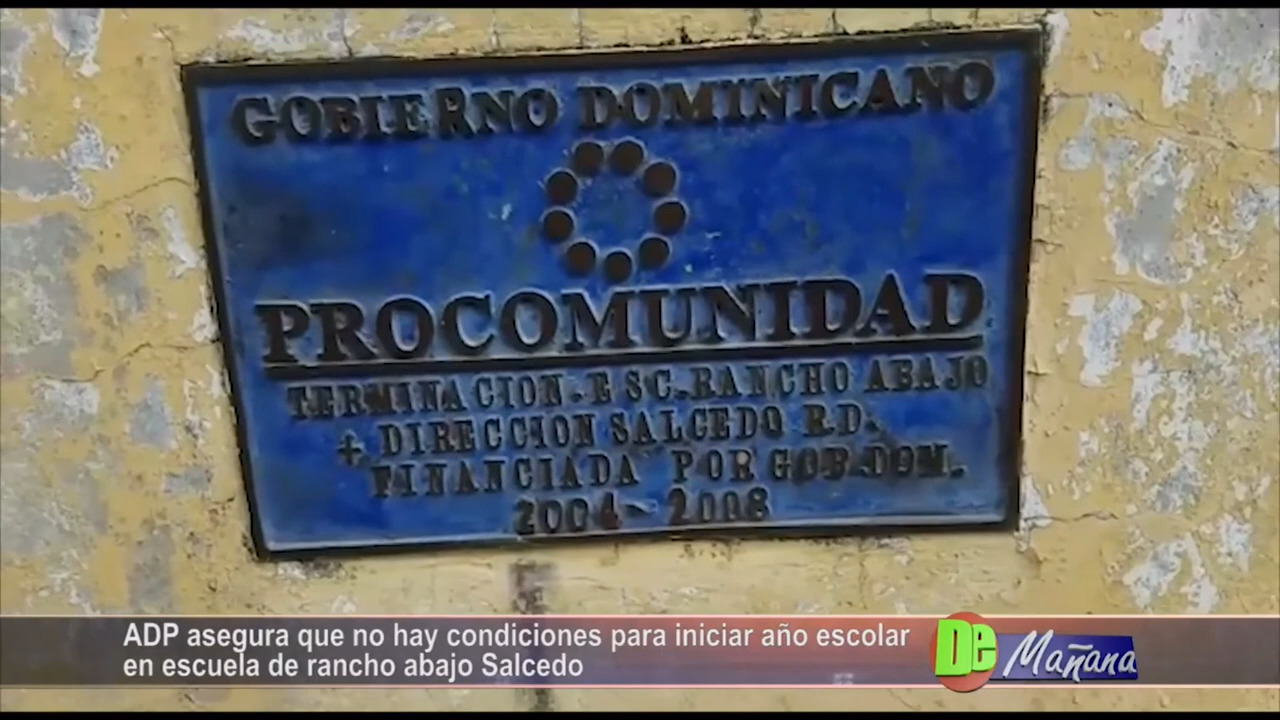 GOBIERNO DOMINICANO
PROCOMUNIDAD
TERMINACION-ESC.RANCHO ABAJO
+ DIRECCION SALCEDO R.D.
FINANCIADA POR GOB-DOM.
2004-2008
ADP asegura que no hay condiciones para iniciar año escolar
en escuela de rancho abajo Salcedo
De Mañana